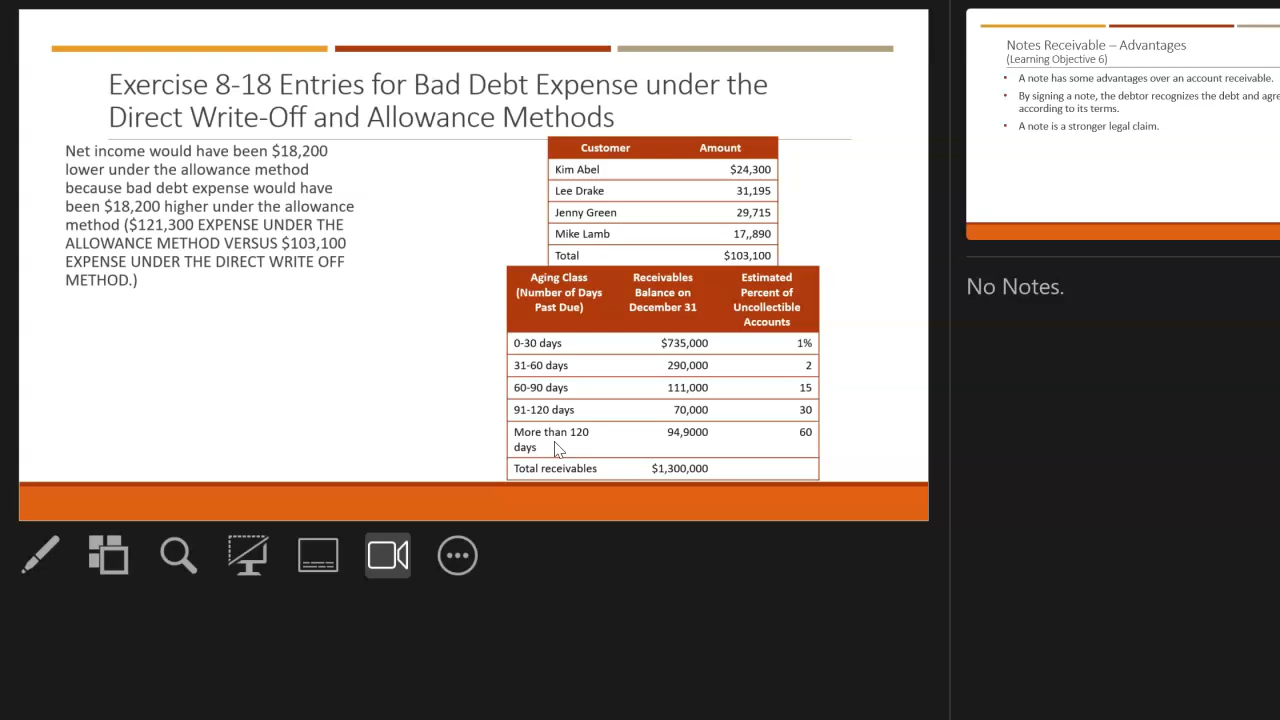 Exercise 8-18 Entries for Bad Debt Expense under the
Direct Write-Off and Allowance Methods
Net income would have been $18,200
lower under the allowance method
because bad debt expense would have
been $18,200 higher under the allowance
method ($121,300 EXPENSE UNDER THE
ALLOWANCE METHOD VERSUS $103,100
EXPENSE UNDER THE DIRECT WRITE OFF
METHOD.)
Customer Amount
Kim Abel $24,300
Lee Drake 31,195
Jenny Green 29,715
Mike Lamb 17,,890
Total $103,100
Aging Class Receivables Estimated
(Number of Days Balance on Percent of
Past Due) December 31 Uncollectible
Accounts
0-30 days $735,000 1%
31-60 days 290,000 2
60-90 days 111,000 15
91-120 days 70,000 30
More than 120 94,9000 60
days
Total receivables $1,300,000
Notes Receivable – Advantages
(Learning Objective 6)
▪ A note has some advantages over an account receivable.
▪ By signing a note, the debtor recognizes the debt and agre
according to its terms.
▪ A note is a stronger legal claim.
No Notes.